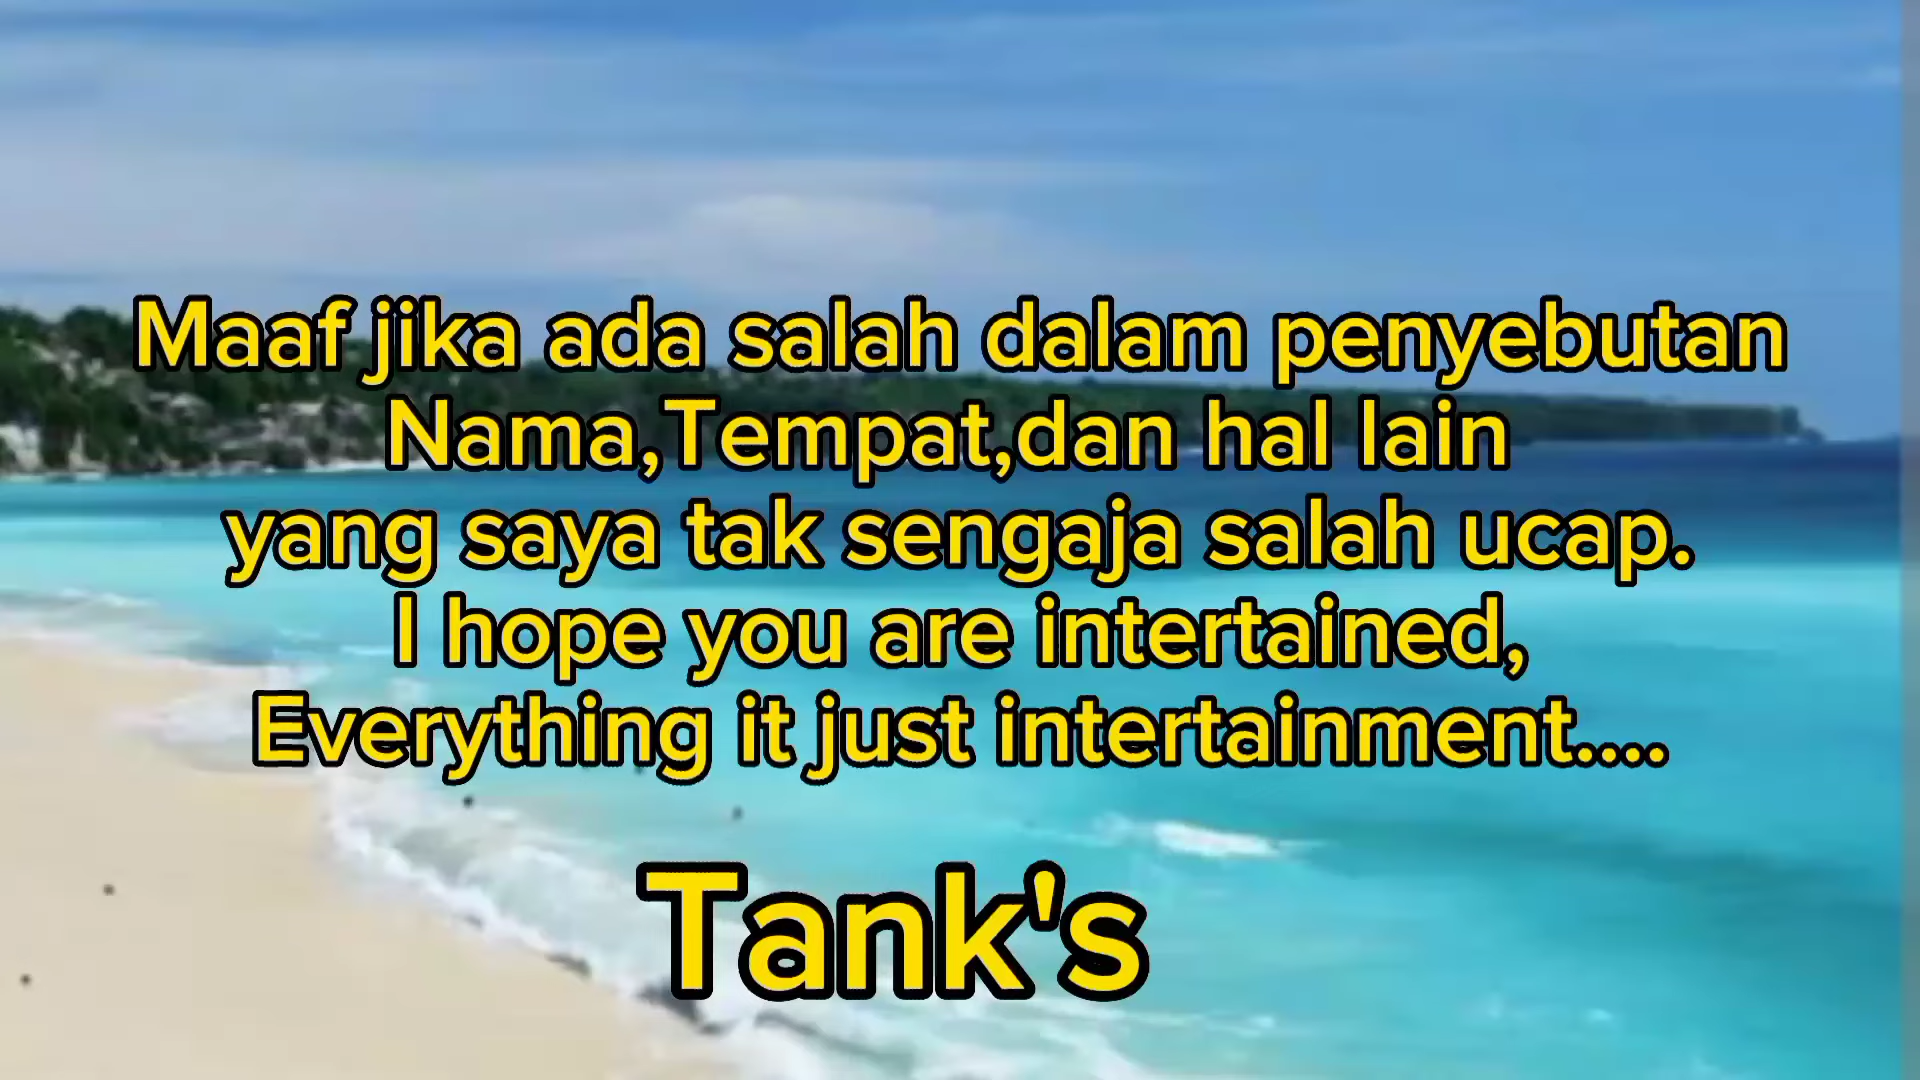 Maaf jika ada salah dalam penyebutan
Nama,Tempat,dan hal lain
yang saya tak sengaja salah ucap.
I hope you are intertained,
Everything it just intertainment....
Tank's